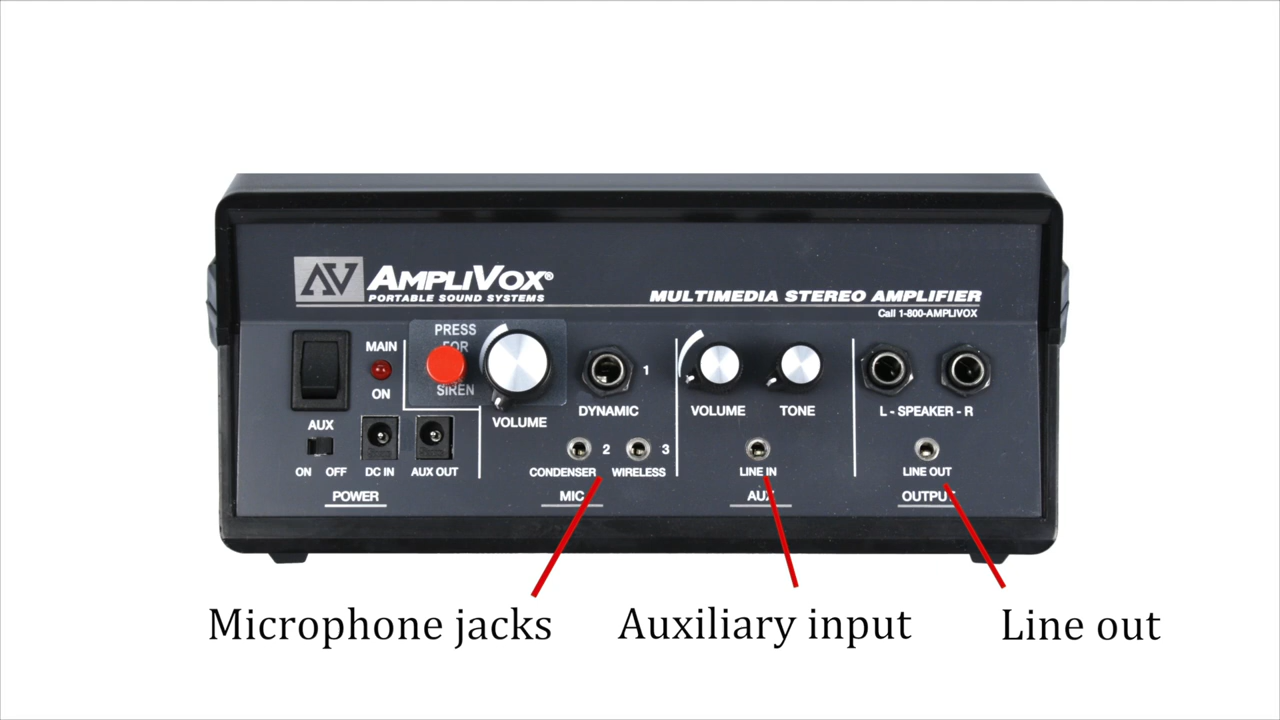 AV AMPLIVOX®
PORTABLE SOUND SYSTEMS
MULTIMEDIA STEREO AMPLIFIER
Call 1-800-AMPLIVOX
PRESS
FOR
SIREN
MAIN
ON
VOLUME
1
DYNAMIC
VOLUME
TONE
L - SPEAKER - R
AUX
ON OFF
DC IN
AUX OUT
POWER
2
3
CONDENSER
WIRELESS
MIC
LINE IN
AUX
LINE OUT
OUTPUT
Microphone jacks
Auxiliary input
Line out